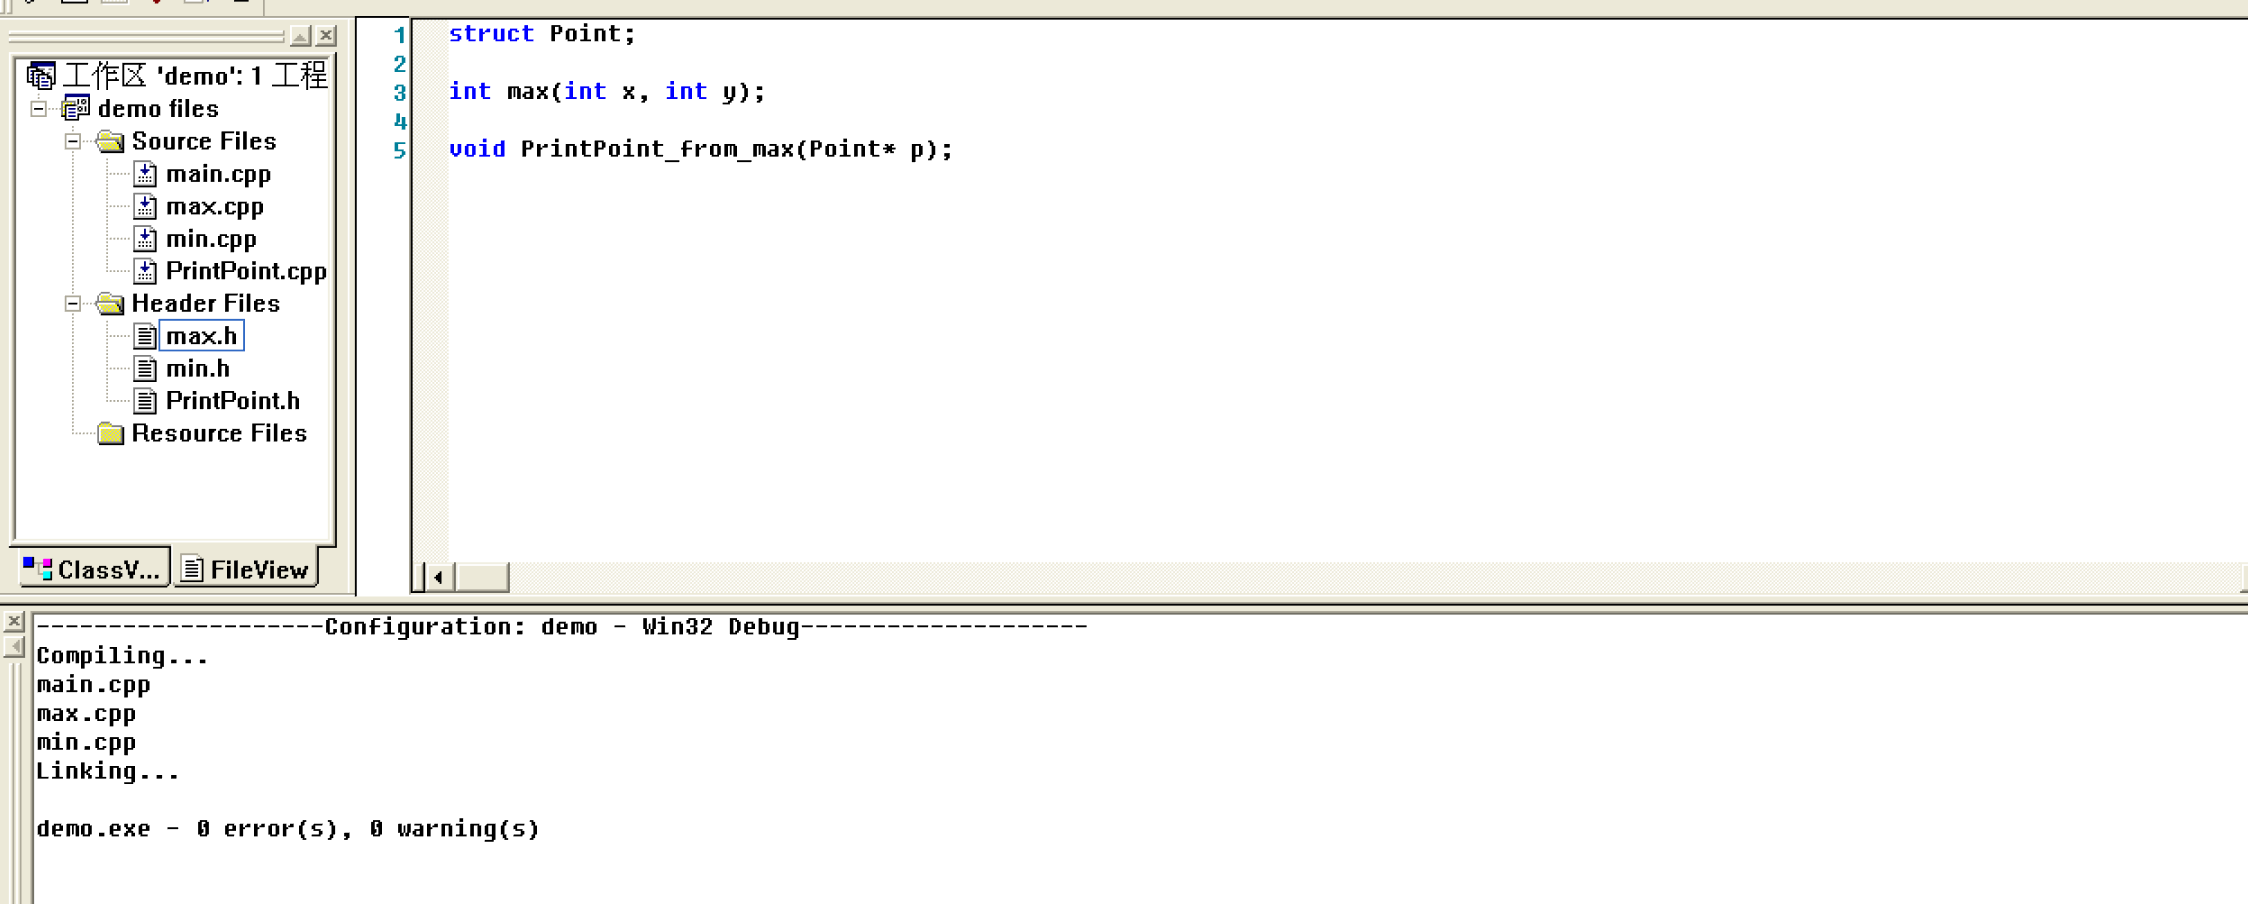 工作区 'demo': 1 工程
demo files
Source Files
main.cpp
max.cpp
min.cpp
PrintPoint.cpp
Header Files
max.h
min.h
PrintPoint.h
Resource Files
ClassV...
FileView
1 struct Point;
2
3 int max(int x, int y);
4
5 void PrintPoint_from_max(Point* p);
--------------------Configuration: demo - Win32 Debug--------------------
Compiling...
main.cpp
max.cpp
min.cpp
Linking...
demo.exe - 0 error(s), 0 warning(s)